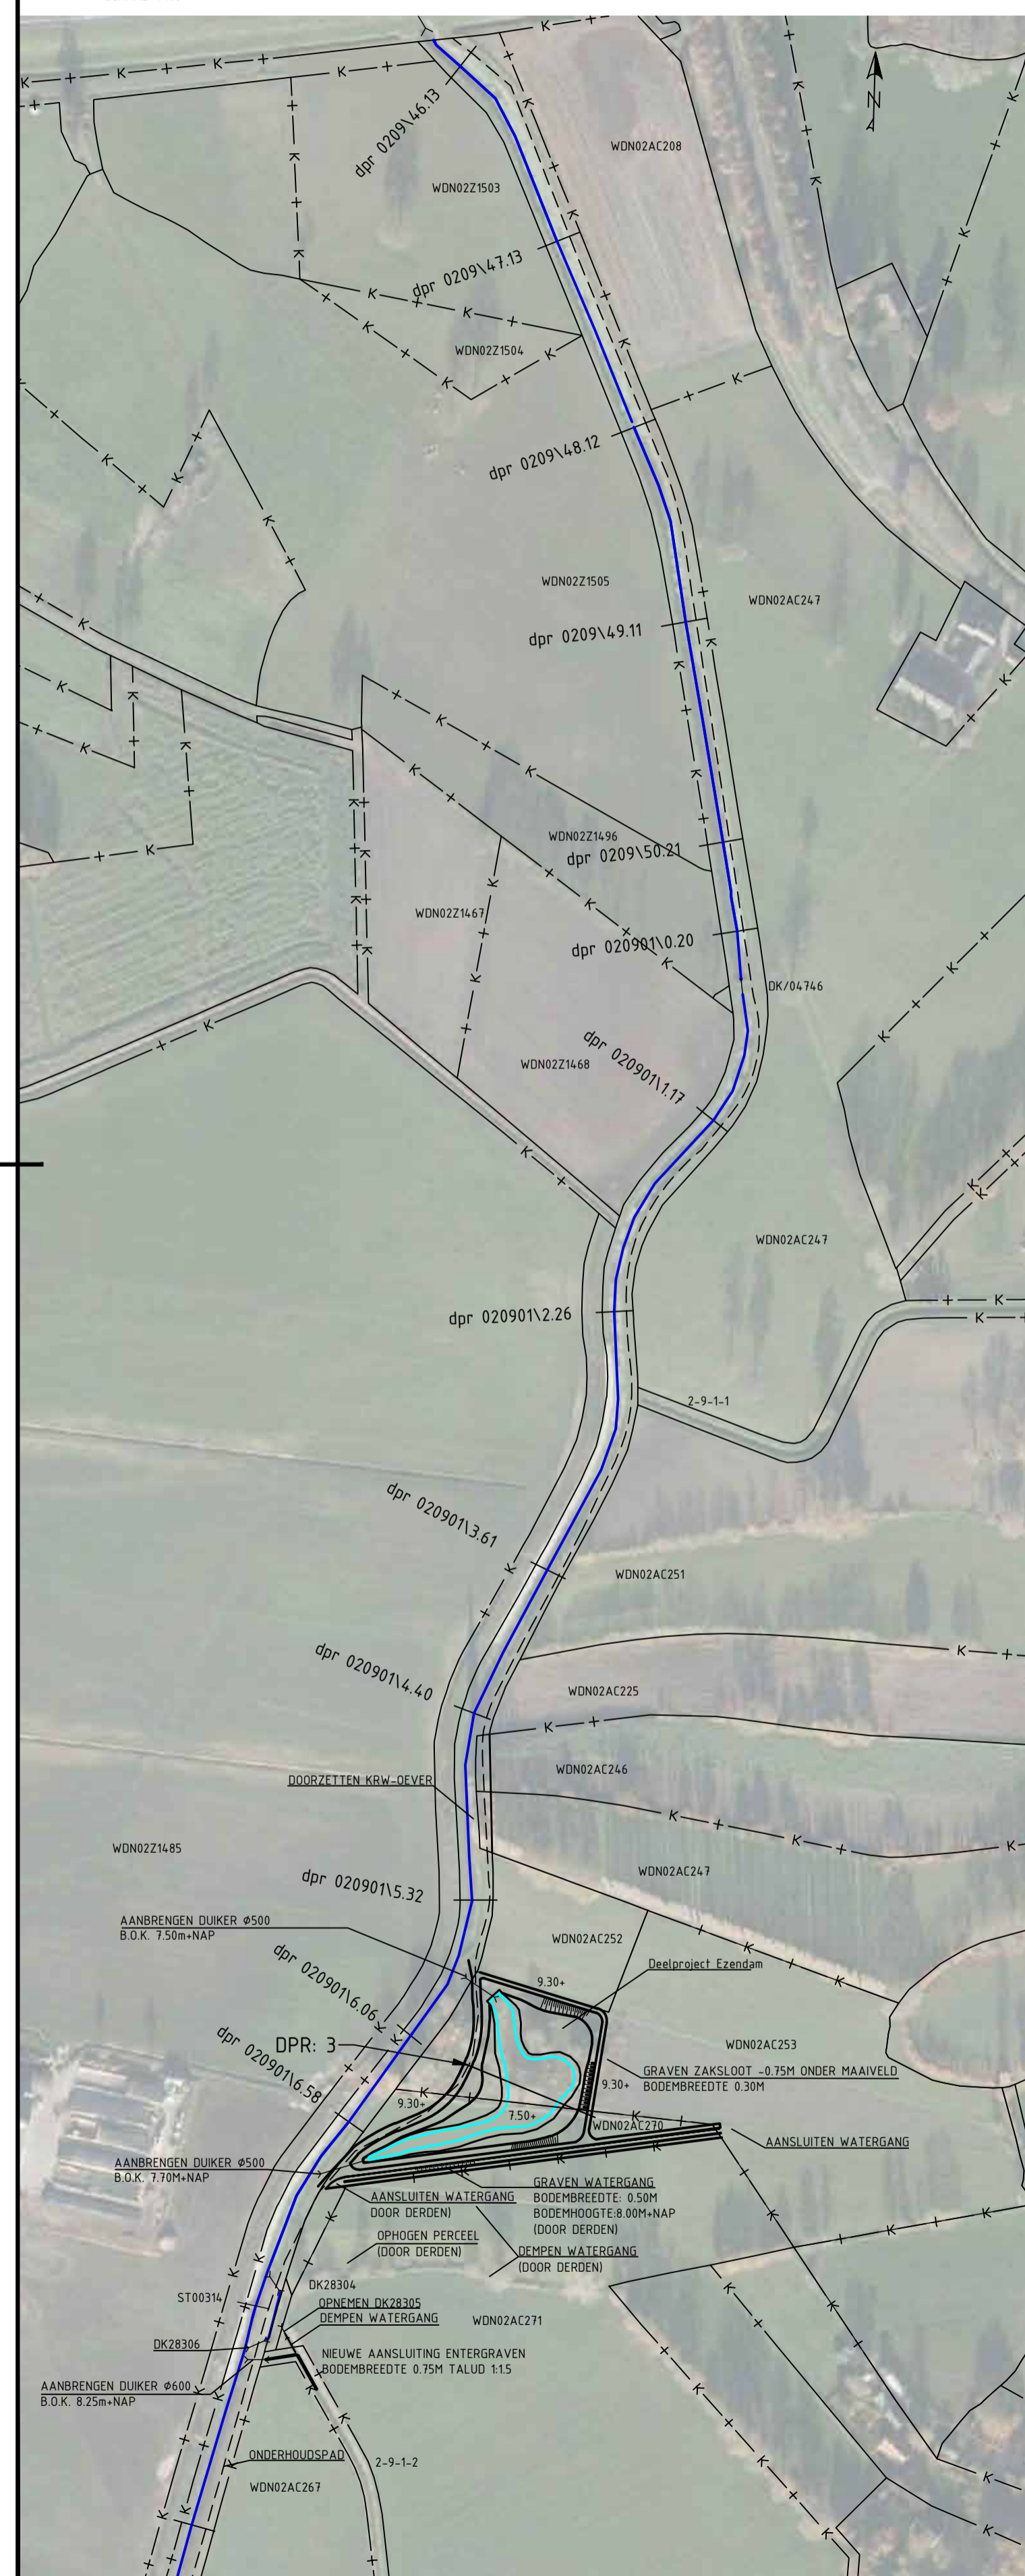 N
WDN02AC208
dpr 0209\46.13
WDN02Z1503
dpr 0209\47.13
WDN02Z1504
dpr 0209\48.12
WDN02Z1505
WDN02AC247
dpr 0209\49.11
WDN02Z1496
dpr 0209\50.21
WDN02Z1467
dpr 020901\0.20
DK/04746
WDN02Z1468
dpr 020901\1.17
WDN02AC247
dpr 020901\2.26
2-9-1-1
dpr 020901\3.61
WDN02AC251
dpr 020901\4.40
WDN02AC225
WDN02AC246
DOORZETTEN KRW-OEVER
WDN02Z1485
WDN02AC247
dpr 020901\5.32
AANBRENGEN DUIKER Ø500
B.O.K. 7.50m+NAP
WDN02AC252
Deelproject Ezendam
dpr 020901\6.06
9.30+
DPR: 3
WDN02AC253
dpr 020901\6.58
GRAVEN ZAKSLOOT -0.75M ONDER MAAIVELD
BODEMBREEDTE 0.30M
9.30+
9.30+
7.50+
WDN02AC270
AANSLUITEN WATERGANG
AANBRENGEN DUIKER Ø500
B.O.K. 7.70M+NAP
GRAVEN WATERGANG
BODEMBREEDTE: 0.50M
BODEMHOOGTE:8.00M+NAP
(DOOR DERDEN)
AANSLUITEN WATERGANG
DOOR DERDEN)
OPHOGEN PERCEEL
(DOOR DERDEN)
DEMPEN WATERGANG
(DOOR DERDEN)
DK28304
ST00314
OPNEMEN DK28305
DEMPEN WATERGANG
WDN02AC271
DK28306
NIEUWE AANSLUITING ENTERGRAVEN
BODEMBREEDTE 0.75M TALUD 1:1.5
AANBRENGEN DUIKER Ø600
B.O.K. 8.25m+NAP
ONDERHOUDSPAD
2-9-1-2
WDN02AC267